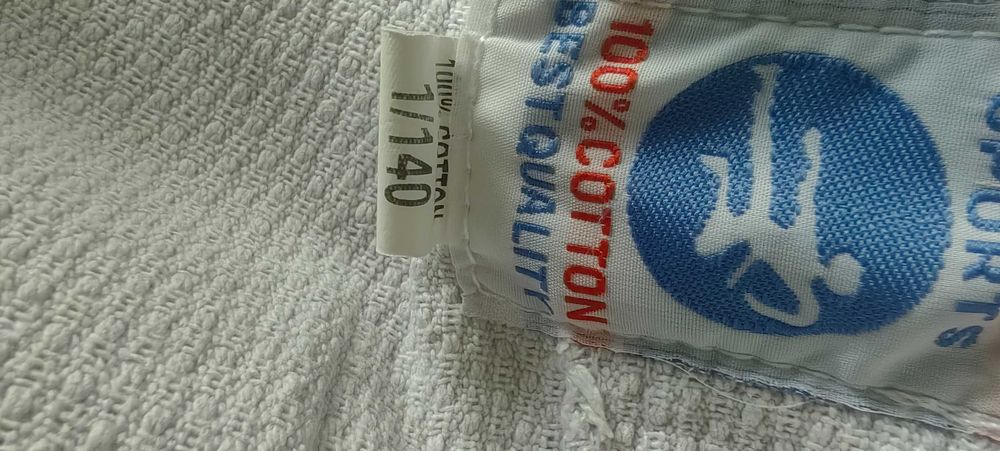 SPORTS
100%COTTON
BEST QUALITY
100% COTTON
1/140